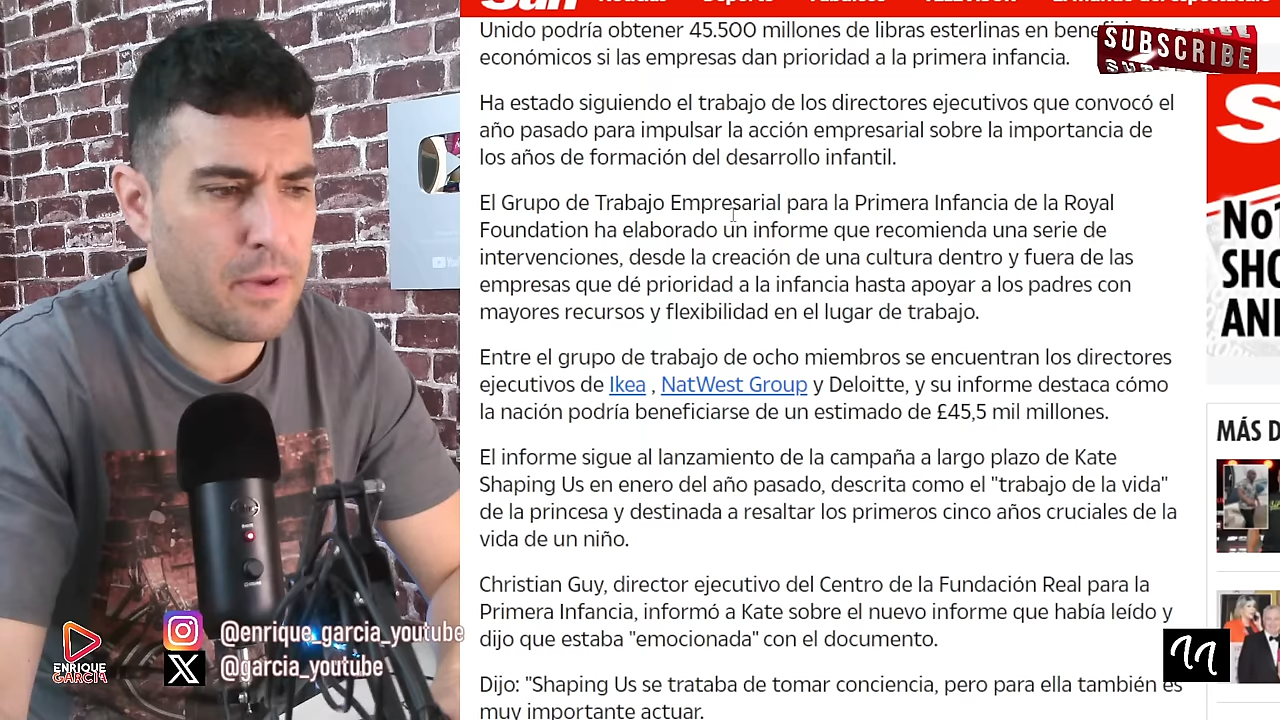 Sun
Noticias Deporte Fabuloso TELEVISIÓN El mundo del espectáculo
Unido podría obtener 45.500 millones de libras esterlinas en
económicos si las empresas dan prioridad a la primera infancia.
SUBSCRIBE
Ha estado siguiendo el trabajo de los directores ejecutivos que convocó el
año pasado para impulsar la acción empresarial sobre la importancia de
los años de formación del desarrollo infantil.
El Grupo de Trabajo Empresarial para la Primera Infancia de la Royal
Foundation ha elaborado un informe que recomienda una serie de
intervenciones, desde la creación de una cultura dentro y fuera de las
empresas que dé prioridad a la infancia hasta apoyar a los padres con
mayores recursos y flexibilidad en el lugar de trabajo.
Entre el grupo de trabajo de ocho miembros se encuentran los directores
ejecutivos de Ikea , NatWest Group y Deloitte, y su informe destaca cómo
la nación podría beneficiarse de un estimado de £45,5 mil millones.
El informe sigue al lanzamiento de la campaña a largo plazo de Kate
Shaping Us en enero del año pasado, descrita como el "trabajo de la vida"
de la princesa y destinada a resaltar los primeros cinco años cruciales de la
vida de un niño.
Christian Guy, director ejecutivo del Centro de la Fundación Real para la
Primera Infancia, informó a Kate sobre el nuevo informe que había leído y
dijo que estaba "emocionada" con el documento.
Dijo: "Shaping Us se trataba de tomar conciencia, pero para ella también es
muy importante actuar.
MÁS
ENRIQUE
GARCIA
@enrique_garcia_youtube
@garcia_youtube